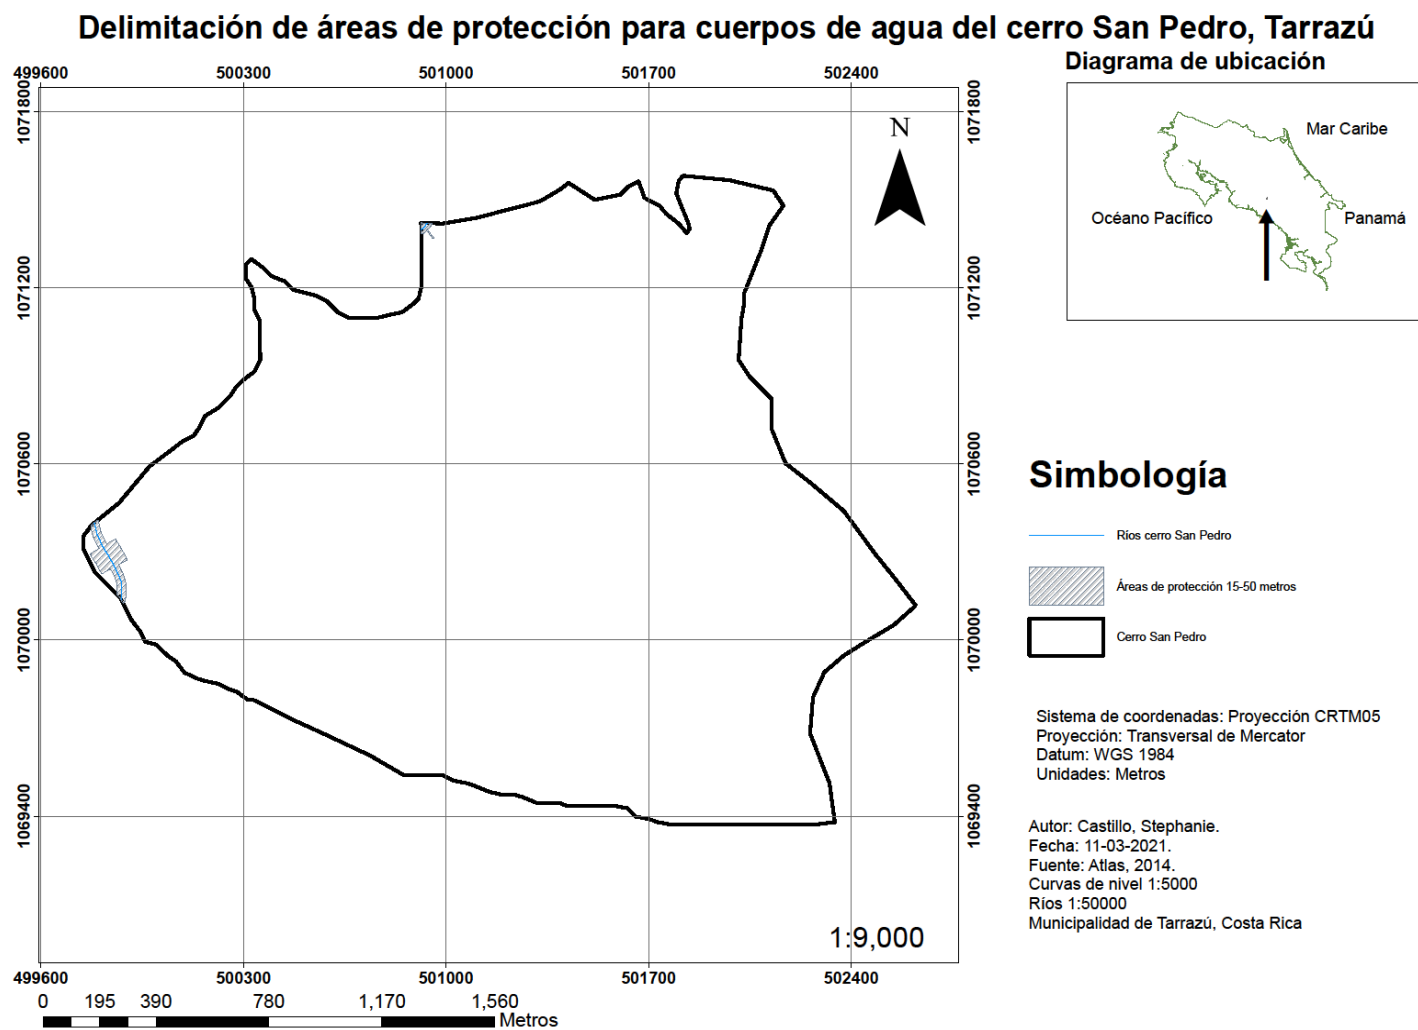 Delimitación de áreas de protección para cuerpos de agua del cerro San Pedro, Tarrazú
499600 500300 501000 501700 502400
1071800 1071800
1071200 1071200
1070600 1070600
1070000 1070000
1069400 1069400
N
1:9,000
499600 500300 501000 501700 502400
0 195 390 780 1,170 1,560
Metros
Diagrama de ubicación
Mar Caribe
Océano Pacífico
Panamá
Simbología
Ríos cerro San Pedro
Áreas de protección 15-50 metros
Cerro San Pedro
Sistema de coordenadas: Proyección CRTM05
Proyección: Transversal de Mercator
Datum: WGS 1984
Unidades: Metros
Autor: Castillo, Stephanie.
Fecha: 11-03-2021.
Fuente: Atlas, 2014.
Curvas de nivel 1:5000
Ríos 1:50000
Municipalidad de Tarrazú, Costa Rica